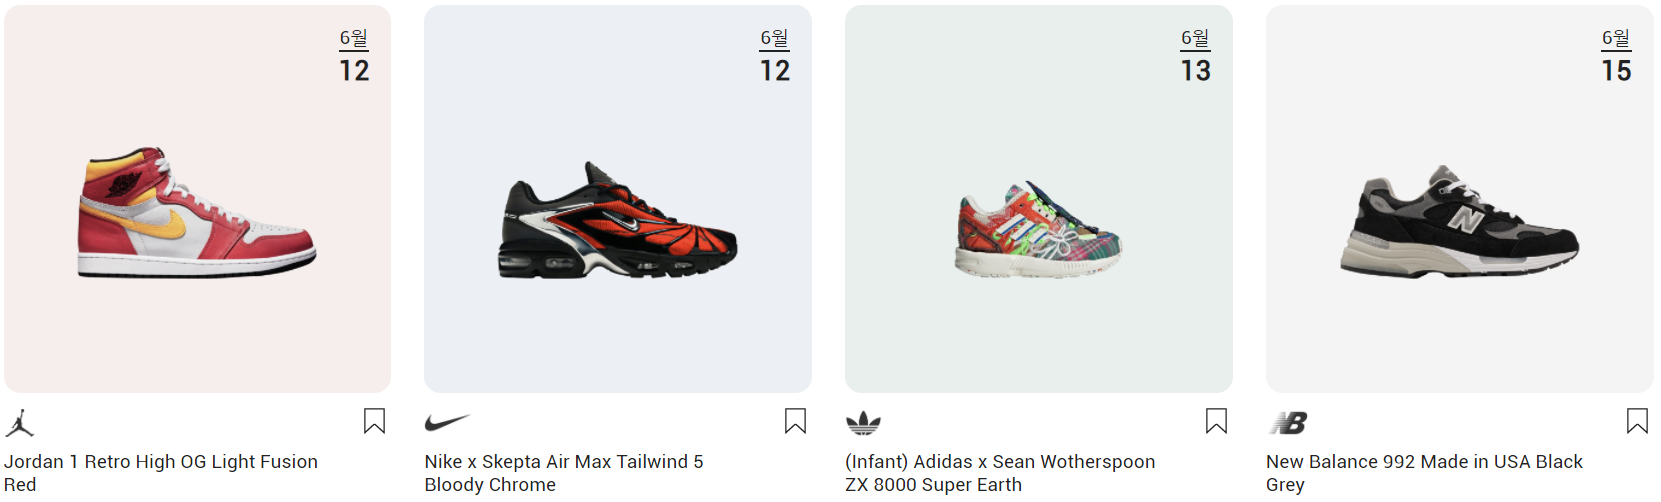 6월
12
6월
12
6월
13
6월
15
N
NB
Jordan 1 Retro High OG Light Fusion
Red
Nike x Skepta Air Max Tailwind 5
Bloody Chrome
(Infant) Adidas x Sean Wotherspoon
ZX 8000 Super Earth
New Balance 992 Made in USA Black
Grey